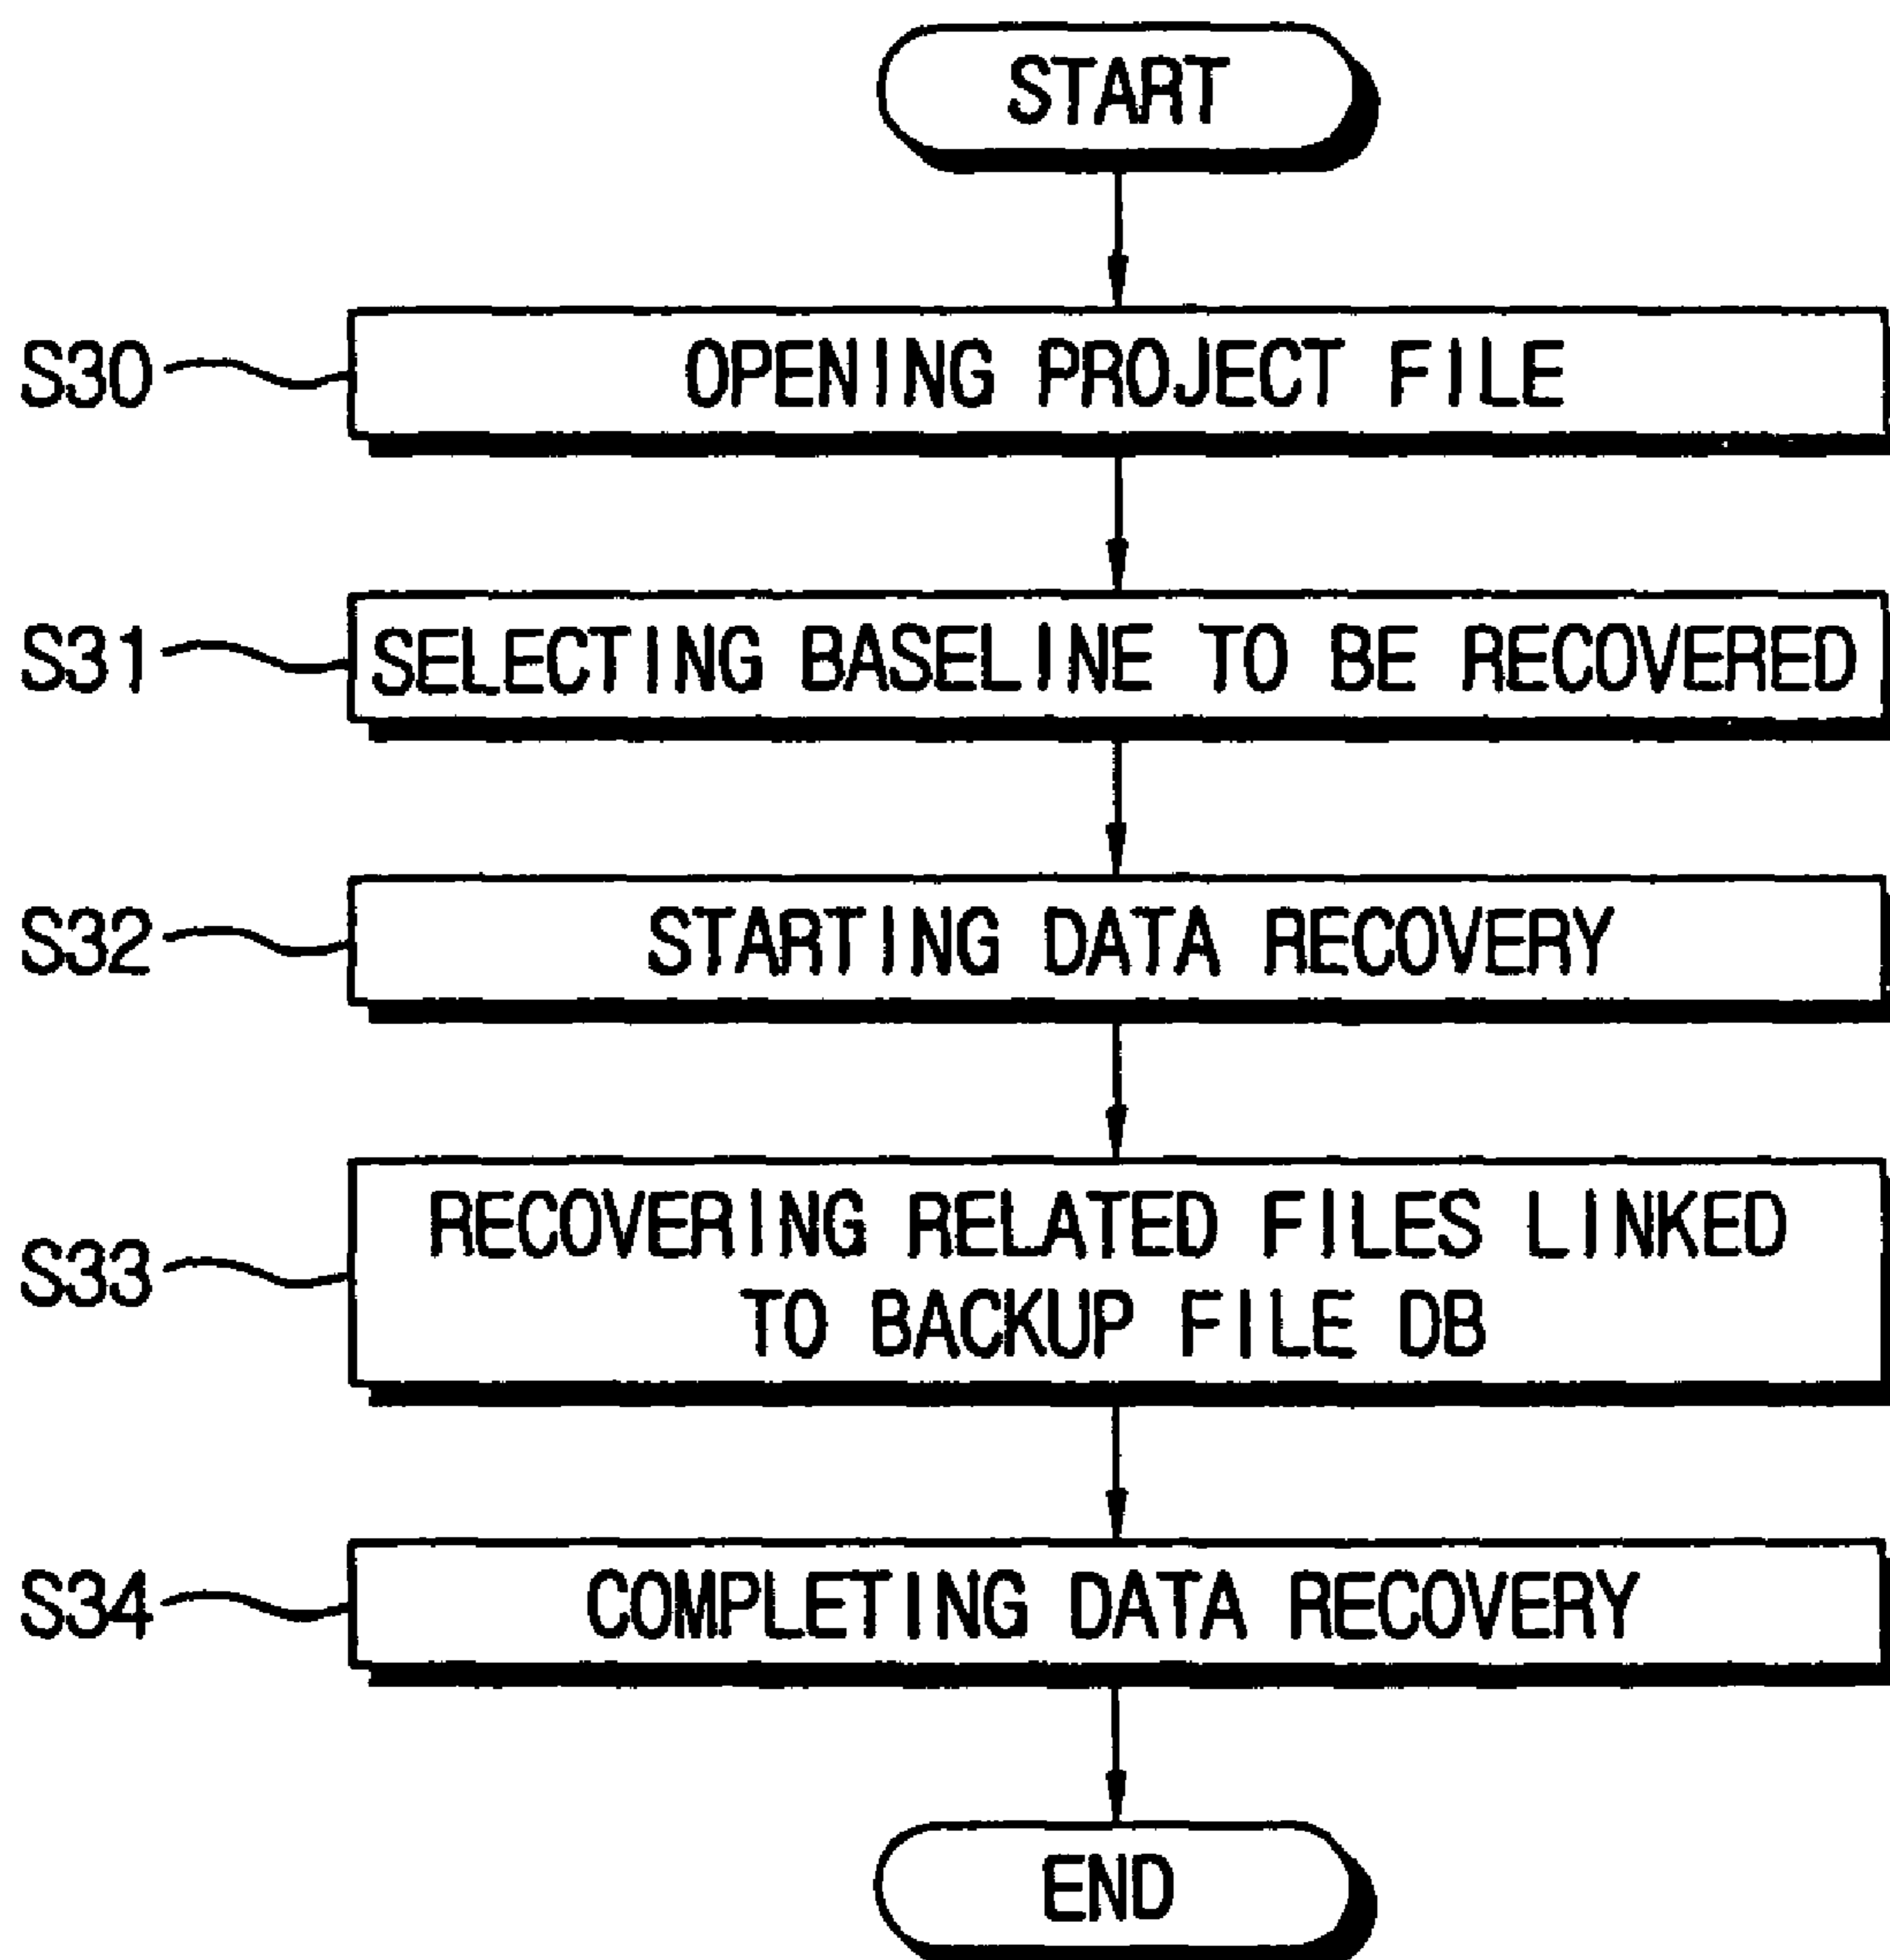 START
S30
OPENING PROJECT FILE
S31
SELECTING BASELINE TO BE RECOVERED
S32
STARTING DATA RECOVERY
S33
RECOVERING RELATED FILES LINKED
TO BACKUP FILE DB
S34
COMPLETING DATA RECOVERY
END